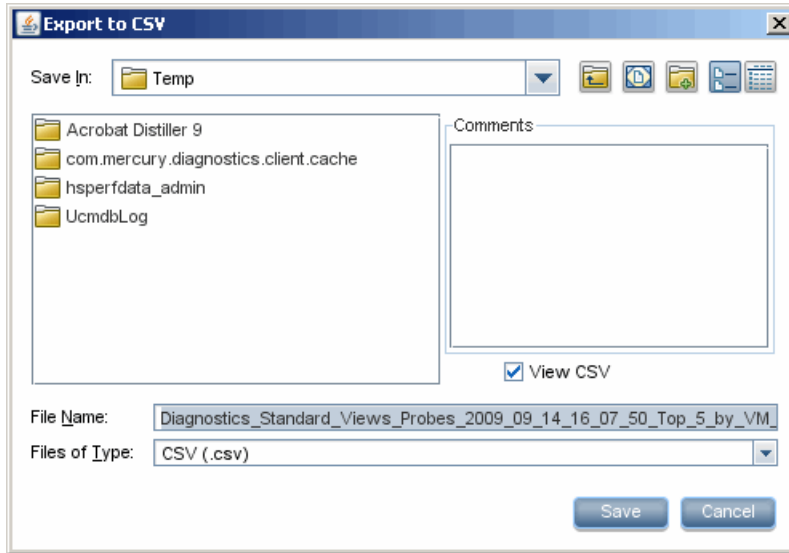 Export to CSV
Save In: Temp
Acrobat Distiller 9
com.mercury.diagnostics.client.cache
hsperfdata_admin
UcmdbLog
Comments
View CSV
File Name: Diagnostics_Standard_Views_Probes_2009_09_14_16_07_50_Top_5_by_VM_
Files of Type: CSV (.csv)
Save Cancel